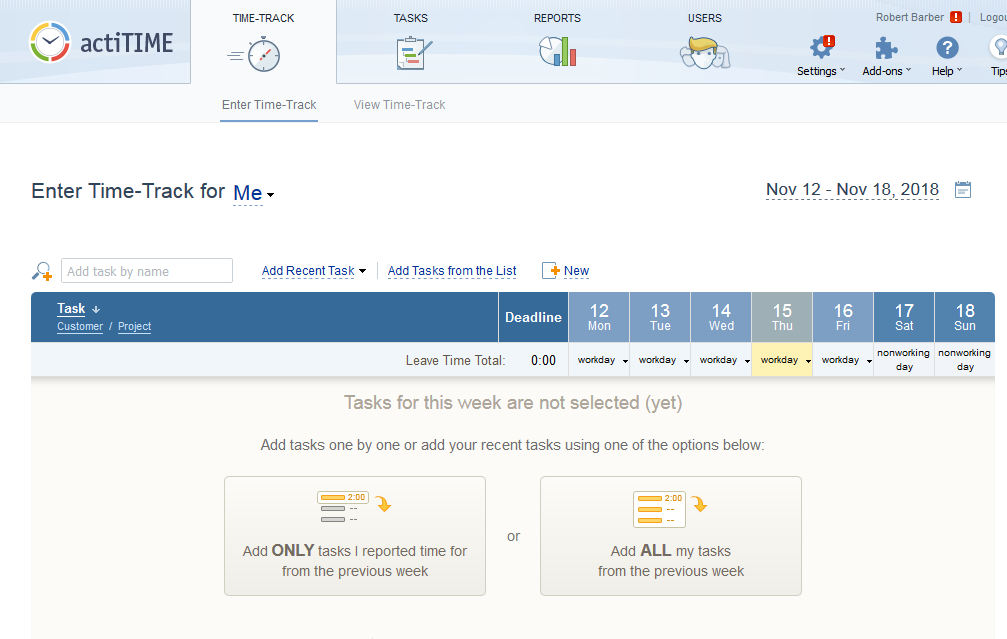 actiTIME
TIME-TRACK
TASKS
REPORTS
USERS
Robert Barber ! | Logou
Settings
Add-ons
Help
Tips
Enter Time-Track
View Time-Track
Enter Time-Track for Me
Nov 12 - Nov 18, 2018
Add task by name
Add Recent Task
Add Tasks from the List
New
Task
Customer / Project
Deadline
12 Mon
13 Tue
14 Wed
15 Thu
16 Fri
17 Sat
18 Sun
Leave Time Total: 0:00
workday
workday
workday
workday
workday
nonworking day
nonworking day
Tasks for this week are not selected (yet)
Add tasks one by one or add your recent tasks using one of the options below:
2:00
--
--
Add ONLY tasks I reported time for
from the previous week
or
2:00
--
--
Add ALL my tasks
from the previous week